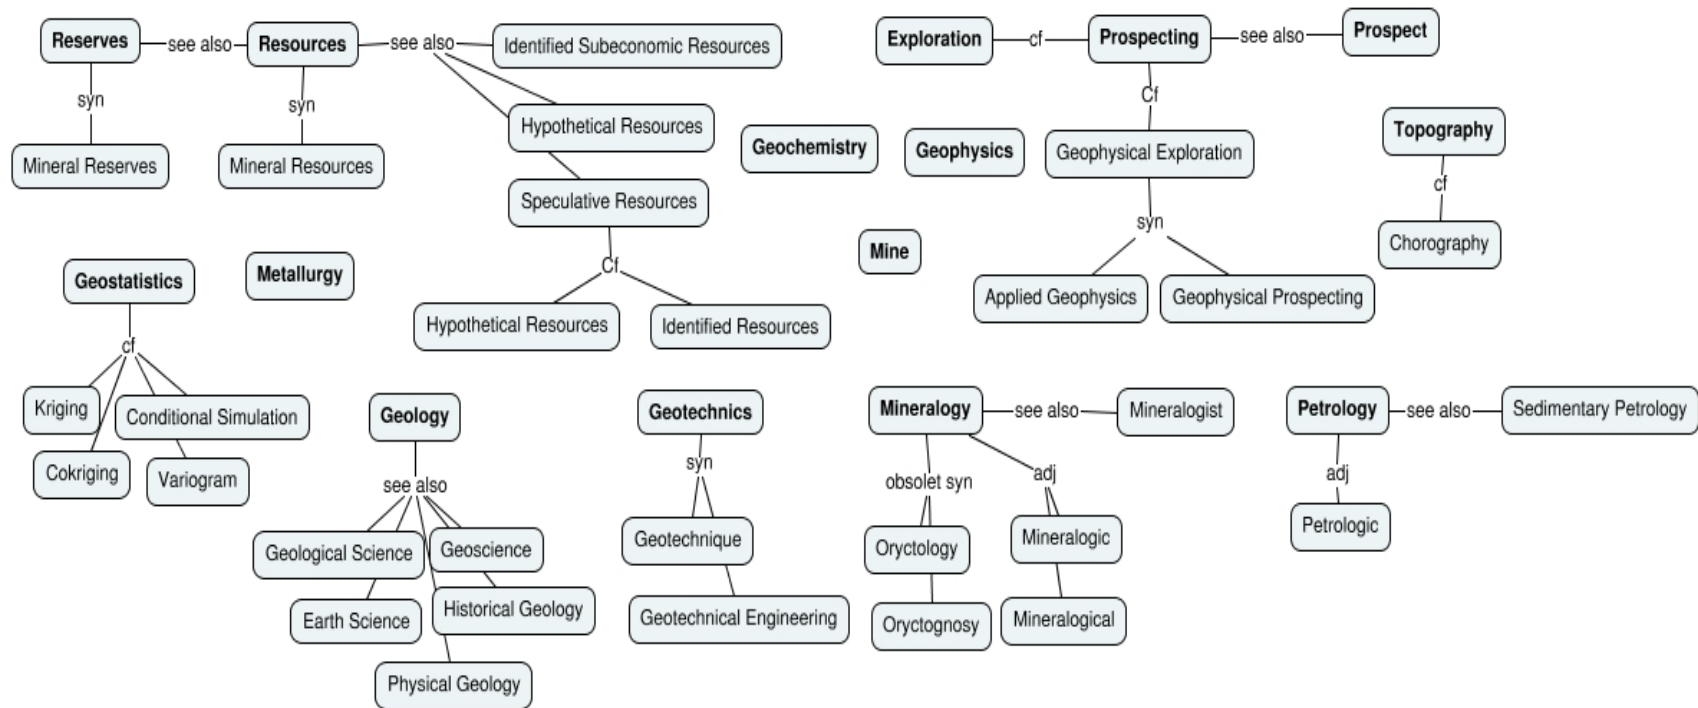 Reserves
see also
Resources
see also
Identified Subeconomic Resources
syn
Mineral Reserves
syn
Mineral Resources
Hypothetical Resources
Speculative Resources
Cf
Hypothetical Resources
Identified Resources
Exploration
cf
Prospecting
see also
Prospect
Cf
Geophysical Exploration
syn
Applied Geophysics
Geophysical Prospecting
Geochemistry
Geophysics
Mine
Topography
cf
Chorography
Geostatistics
cf
Kriging
Conditional Simulation
Cokriging
Variogram
Metallurgy
Geology
see also
Geological Science
Geoscience
Earth Science
Historical Geology
Physical Geology
Geotechnics
syn
Geotechnique
Geotechnical Engineering
Mineralogy
see also
Mineralogist
obsolet syn
adj
Oryctology
Mineralogic
Oryctognosy
Mineralogical
Petrology
see also
Sedimentary Petrology
adj
Petrologic